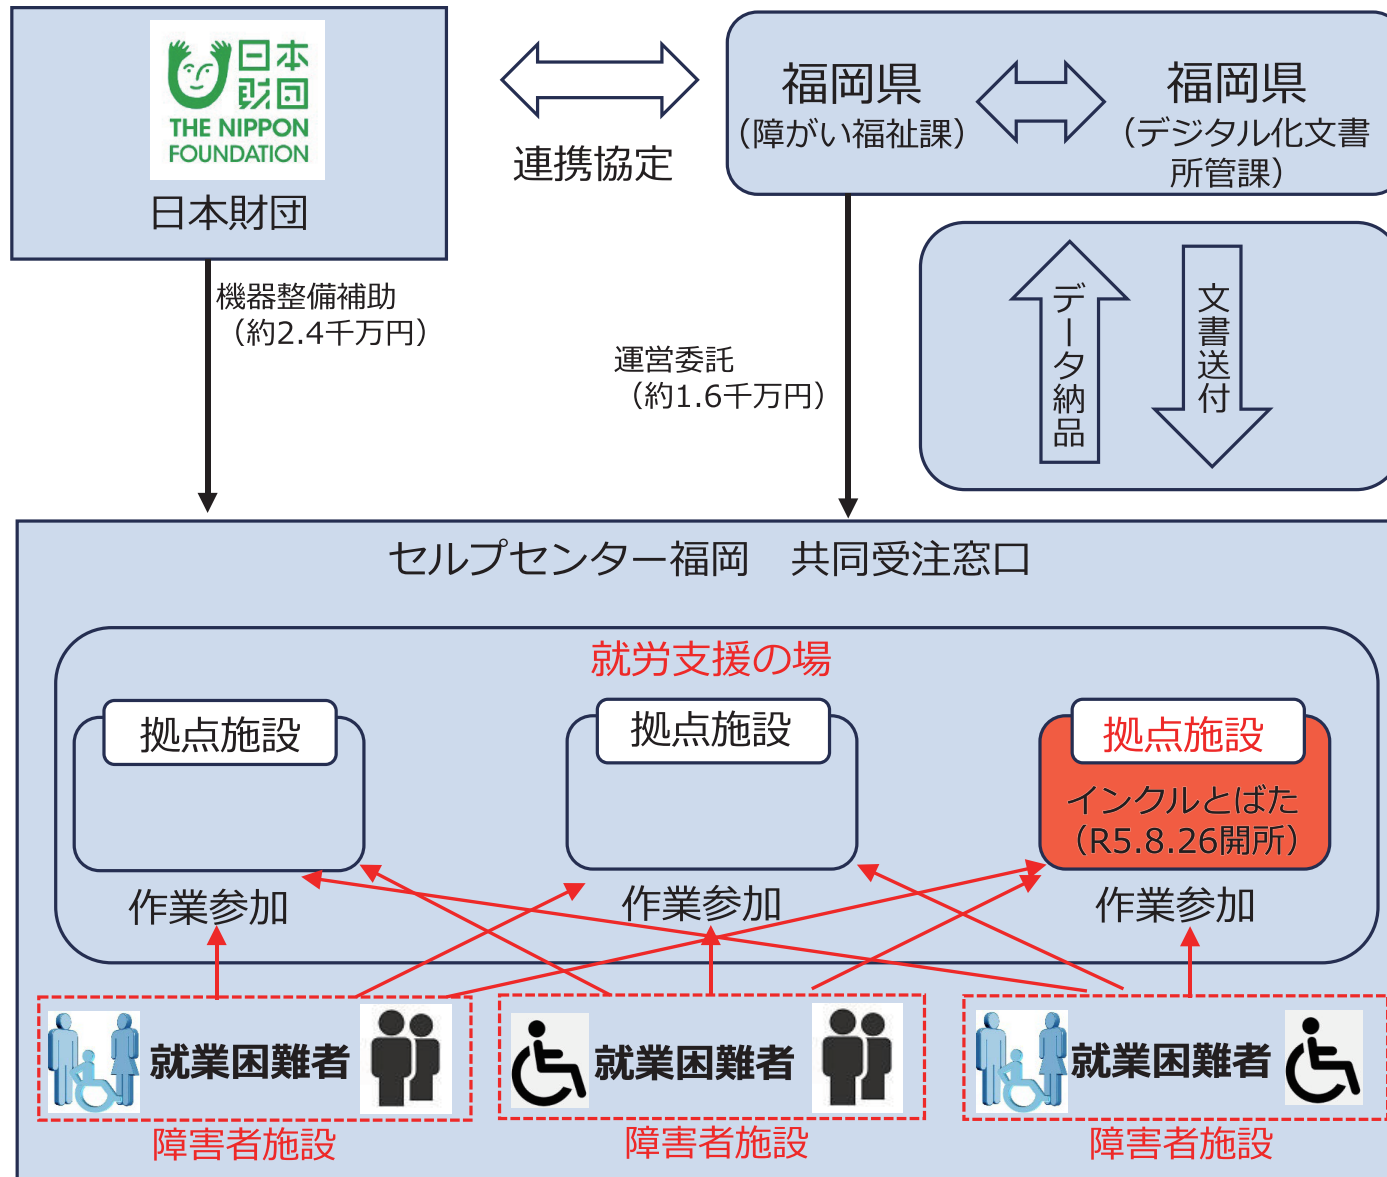 日本
財団
THE NIPPON
FOUNDATION
日本財団
連携協定
福岡県
（障がい福祉課）
福岡県
（デジタル化文書
所管課）
機器整備補助
（約2.4千万円）
運営委託
（約1.6千万円）
データ納品
文書送付
セルプセンター福岡　共同受注窓口
就労支援の場
拠点施設
拠点施設
拠点施設
インクルとばた
（R5.8.26開所）
作業参加
作業参加
作業参加
就業困難者
就業困難者
就業困難者
障害者施設
障害者施設
障害者施設